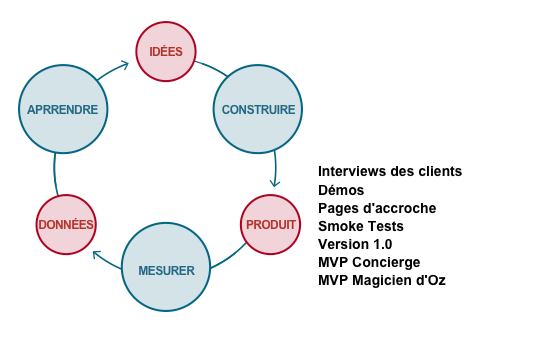 IDÉES
APRRENDRE
CONSTRUIRE
Interviews des clients
Démos
Pages d'accroche
DONNÉES
PRODUIT
Smoke Tests
Version 1.0
MVP Concierge
MESURER
MVP Magicien d'Oz